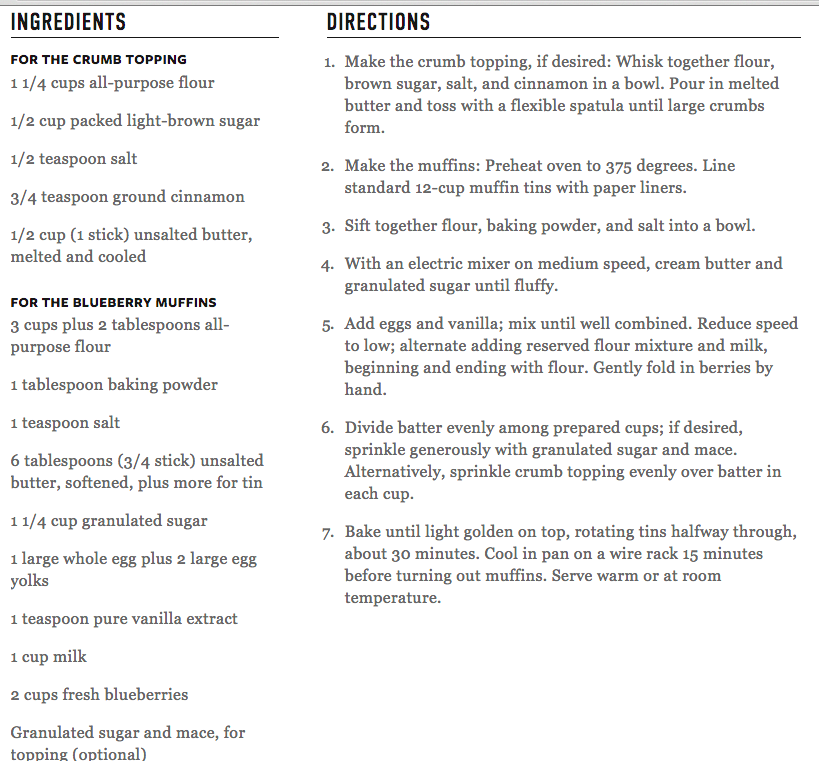 INGREDIENTS
FOR THE CRUMB TOPPING
1 1/4 cups all-purpose flour
1/2 cup packed light-brown sugar
1/2 teaspoon salt
3/4 teaspoon ground cinnamon
1/2 cup (1 stick) unsalted butter,
melted and cooled
FOR THE BLUEBERRY MUFFINS
3 cups plus 2 tablespoons all-
purpose flour
1 tablespoon baking powder
1 teaspoon salt
6 tablespoons (3/4 stick) unsalted
butter, softened, plus more for tin
1 1/4 cup granulated sugar
1 large whole egg plus 2 large egg
yolks
1 teaspoon pure vanilla extract
1 cup milk
2 cups fresh blueberries
Granulated sugar and mace, for
topping (optional)
DIRECTIONS
1. Make the crumb topping, if desired: Whisk together flour,
brown sugar, salt, and cinnamon in a bowl. Pour in melted
butter and toss with a flexible spatula until large crumbs
form.
2. Make the muffins: Preheat oven to 375 degrees. Line
standard 12-cup muffin tins with paper liners.
3. Sift together flour, baking powder, and salt into a bowl.
4. With an electric mixer on medium speed, cream butter and
granulated sugar until fluffy.
5. Add eggs and vanilla; mix until well combined. Reduce speed
to low; alternate adding reserved flour mixture and milk,
beginning and ending with flour. Gently fold in berries by
hand.
6. Divide batter evenly among prepared cups; if desired,
sprinkle generously with granulated sugar and mace.
Alternatively, sprinkle crumb topping evenly over batter in
each cup.
7. Bake until light golden on top, rotating tins halfway through,
about 30 minutes. Cool in pan on a wire rack 15 minutes
before turning out muffins. Serve warm or at room
temperature.